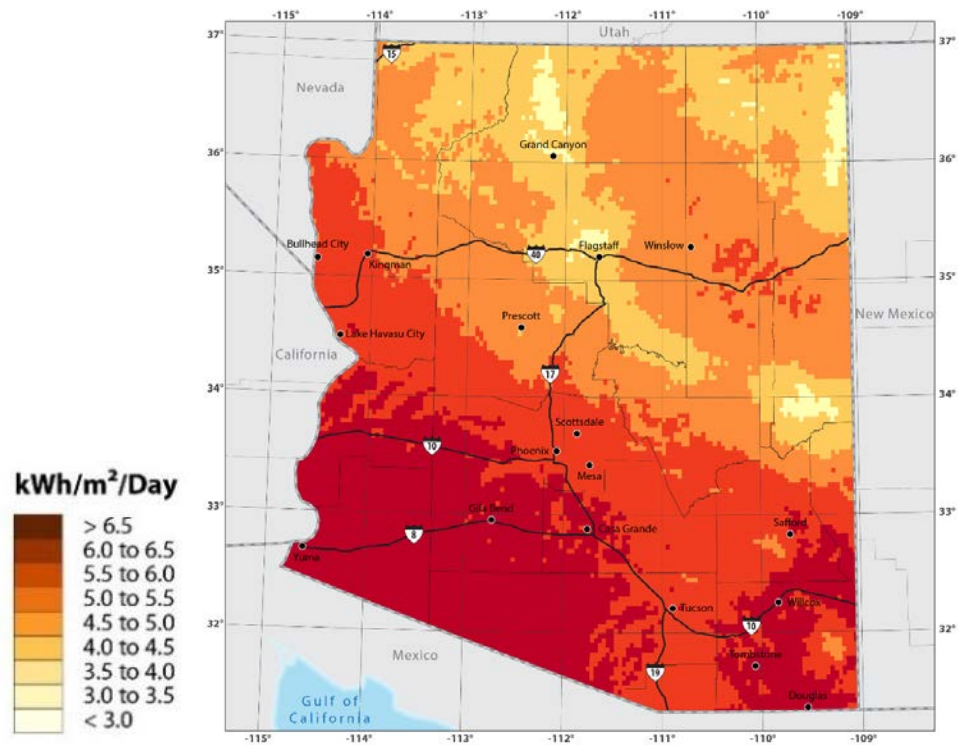 -115° -114° -113° -112° -111° -110° -109°
Utah
37° 37°
15
Nevada
Grand Canyon
36° 36°
Bullhead City
Kingman
40
Flagstaff
Winslow
35° 35°
Prescott
Lake Havasu City
New Mexico
California
17
34° 34°
Scottsdale
10
Phoenix
Mesa
kWh/m²/Day
> 6.5
6.0 to 6.5
5.5 to 6.0
5.0 to 5.5
4.5 to 5.0
4.0 to 4.5
3.5 to 4.0
3.0 to 3.5
< 3.0
33° 33°
Gila Bend
Casa Grande
Safford
8
Yuma
Tucson
Willcox
10
32° 32°
Tombstone
Mexico
19
Douglas
Gulf of
California
-115° -114° -113° -112° -111° -110° -109°